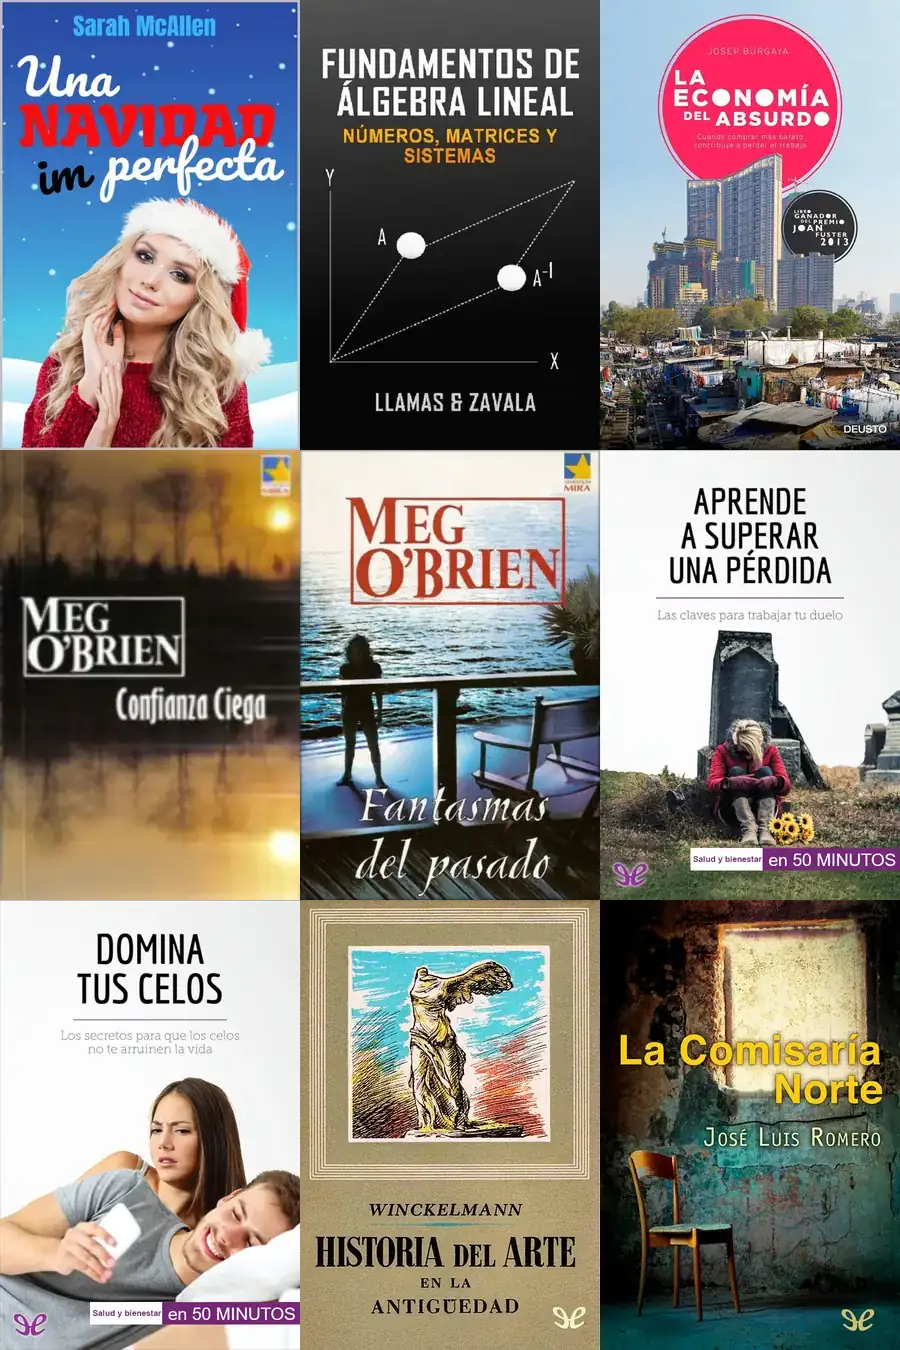 Sarah McAllen
Una
NAVIDAD
im perfecta
FUNDAMENTOS DE
ÁLGEBRA LINEAL
NÚMEROS, MATRICES Y
SISTEMAS
Y
A
A-1
X
LLAMAS & ZAVALA
JOSEP BURGAYA
LA
ECONOMÍA
DEL ABSURDO
Cuando comprar más barato
contribuye a perder el trabajo
LIBRO
GANADOR
DEL PREMIO
JOAN
FUSTER
2013
DEUSTO
MIRA
MEG
O'BRIEN
Confianza Ciega
MIRA
MEG
O'BRIEN
Fantasmas
del pasado
APRENDE
A SUPERAR
UNA PÉRDIDA
Las claves para trabajar tu duelo
Salud y bienestar en 50 MINUTOS
DOMINA
TUS CELOS
Los secretos para que los celos
no te arruinen la vida
Salud y bienestar en 50 MINUTOS
WINCKELMANN
HISTORIA DEL ARTE
EN LA
ANTIGÜEDAD
La Comisaría
Norte
JOSÉ LUIS ROMERO